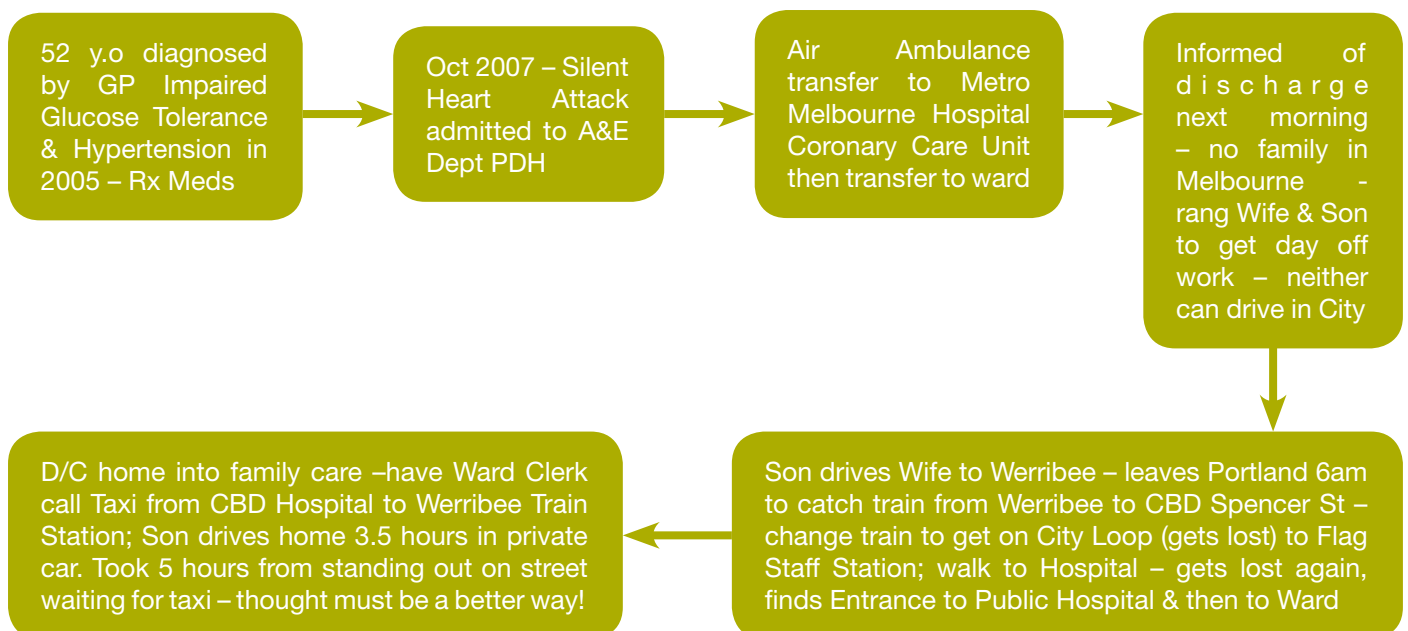 52 y.o diagnosed
by GP Impaired
Glucose Tolerance
& Hypertension in
2005 – Rx Meds
Oct 2007 – Silent
Heart Attack
admitted to A&E
Dept PDH
Air Ambulance
transfer to Metro
Melbourne Hospital
Coronary Care Unit
then transfer to ward
Informed of
discharge
next morning
– no family in
Melbourne -
rang Wife & Son
to get day off
work – neither
can drive in City
Son drives Wife to Werribee – leaves Portland 6am
to catch train from Werribee to CBD Spencer St –
change train to get on City Loop (gets lost) to Flag
Staff Station; walk to Hospital – gets lost again,
finds Entrance to Public Hospital & then to Ward
D/C home into family care –have Ward Clerk
call Taxi from CBD Hospital to Werribee Train
Station; Son drives home 3.5 hours in private
car. Took 5 hours from standing out on street
waiting for taxi – thought must be a better way!